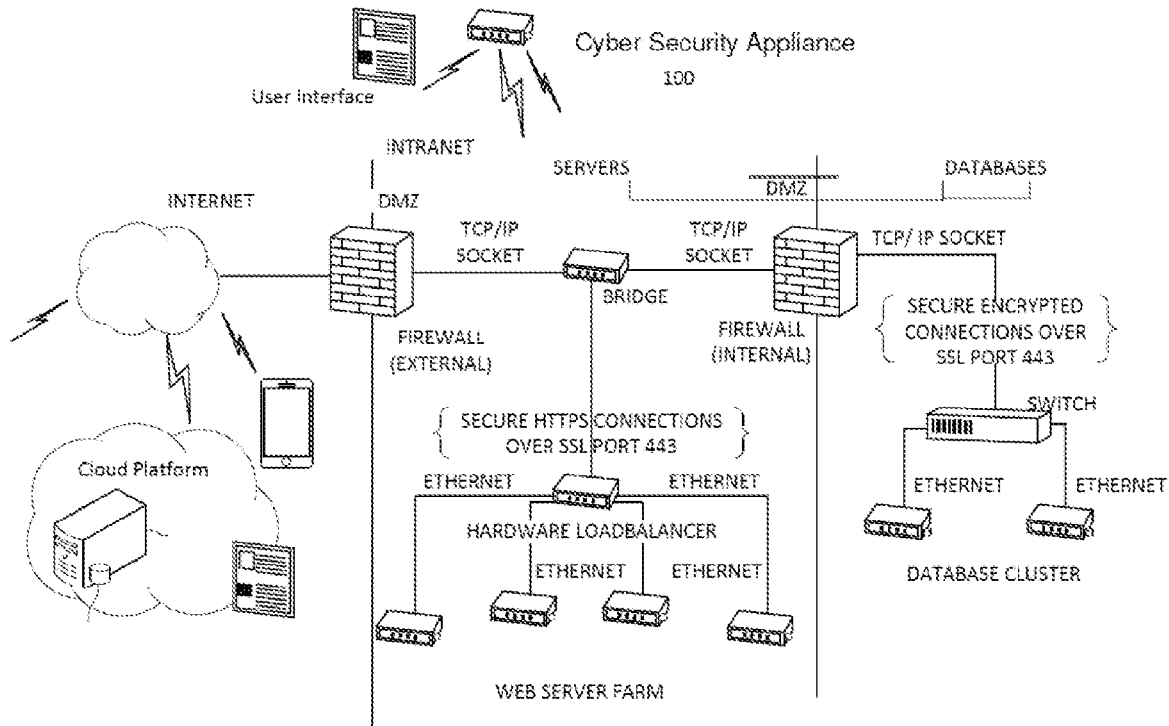 Cyber Security Appliance
100
User Interface
INTRANET
SERVERS
DATABASES
DMZ
INTERNET
DMZ
TCP/IP
SOCKET
TCP/IP
SOCKET
TCP/ IP SOCKET
BRIDGE
FIREWALL
(EXTERNAL)
FIREWALL
(INTERNAL)
SECURE ENCRYPTED
CONNECTIONS OVER
SSL PORT 443
SWITCH
SECURE HTTPS CONNECTIONS
OVER SSL PORT 443
Cloud Platform
ETHERNET
ETHERNET
ETHERNET
ETHERNET
HARDWARE LOADBALANCER
ETHERNET
ETHERNET
DATABASE CLUSTER
WEB SERVER FARM